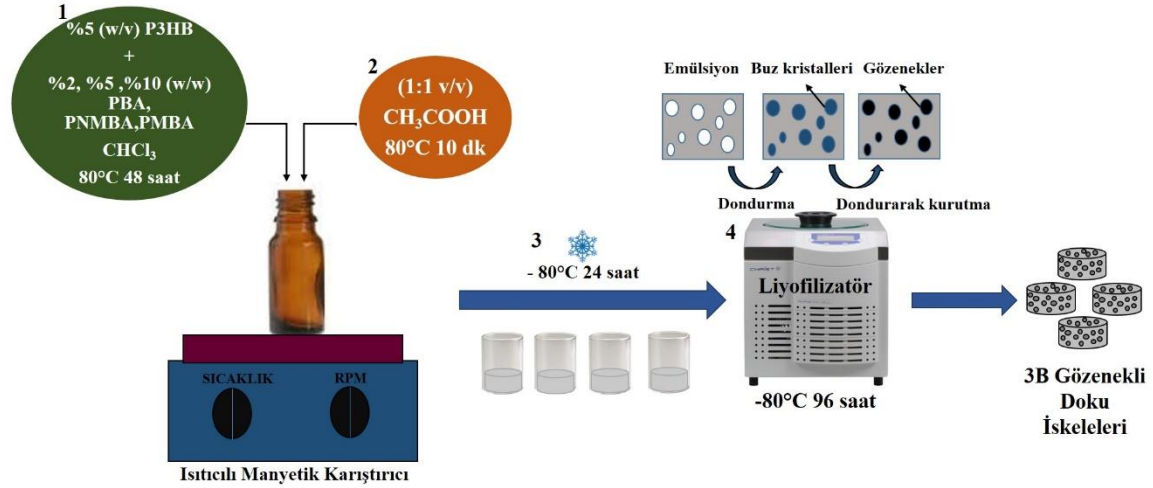 1
%5 (w/v) P3HB
+
%2, %5 ,%10 (w/w)
PBA,
PNMBA,PMBA
CHCl₃
80°C 48 saat
2
(1:1 v/v)
CH₃COOH
80°C 10 dk
SICAKLIK
RPM
Isıtıcılı Manyetik Karıştırıcı
3
- 80°C 24 saat
Emülsiyon
Buz kristalleri
Gözenekler
Dondurma
Dondurarak kurutma
4
CHRIST
Liyofilizatör
-80°C 96 saat
3B Gözenekli
Doku
İskeleleri